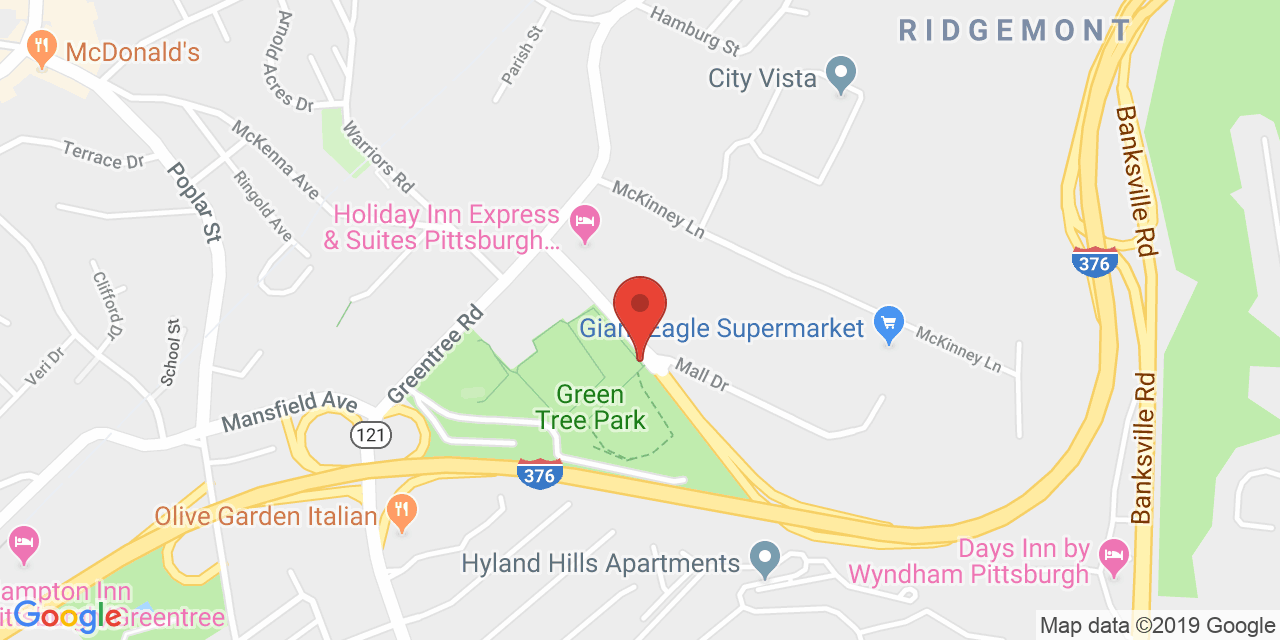 Hamburg St
RIDGEMONT
McDonald's
Arnold Acres Dr
Parish St
City Vista
Terrace Dr
McKenna Ave
Warriors Rd
Banksville Rd
Poplar St
Ringold Ave
McKinney Ln
Holiday Inn Express
& Suites Pittsburgh...
376
Clifford Dr
School St
Veri Dr
Greentree Rd
Eagle Supermarket
McKinney Ln
Mall Dr
Green
Tree Park
Mansfield Ave
121
Banksville Rd
376
Olive Garden Italian
Hyland Hills Apartments
Days Inn by
Wyndham Pittsburgh
ampton Inn
Greentree
Google
Map data ©2019 Google